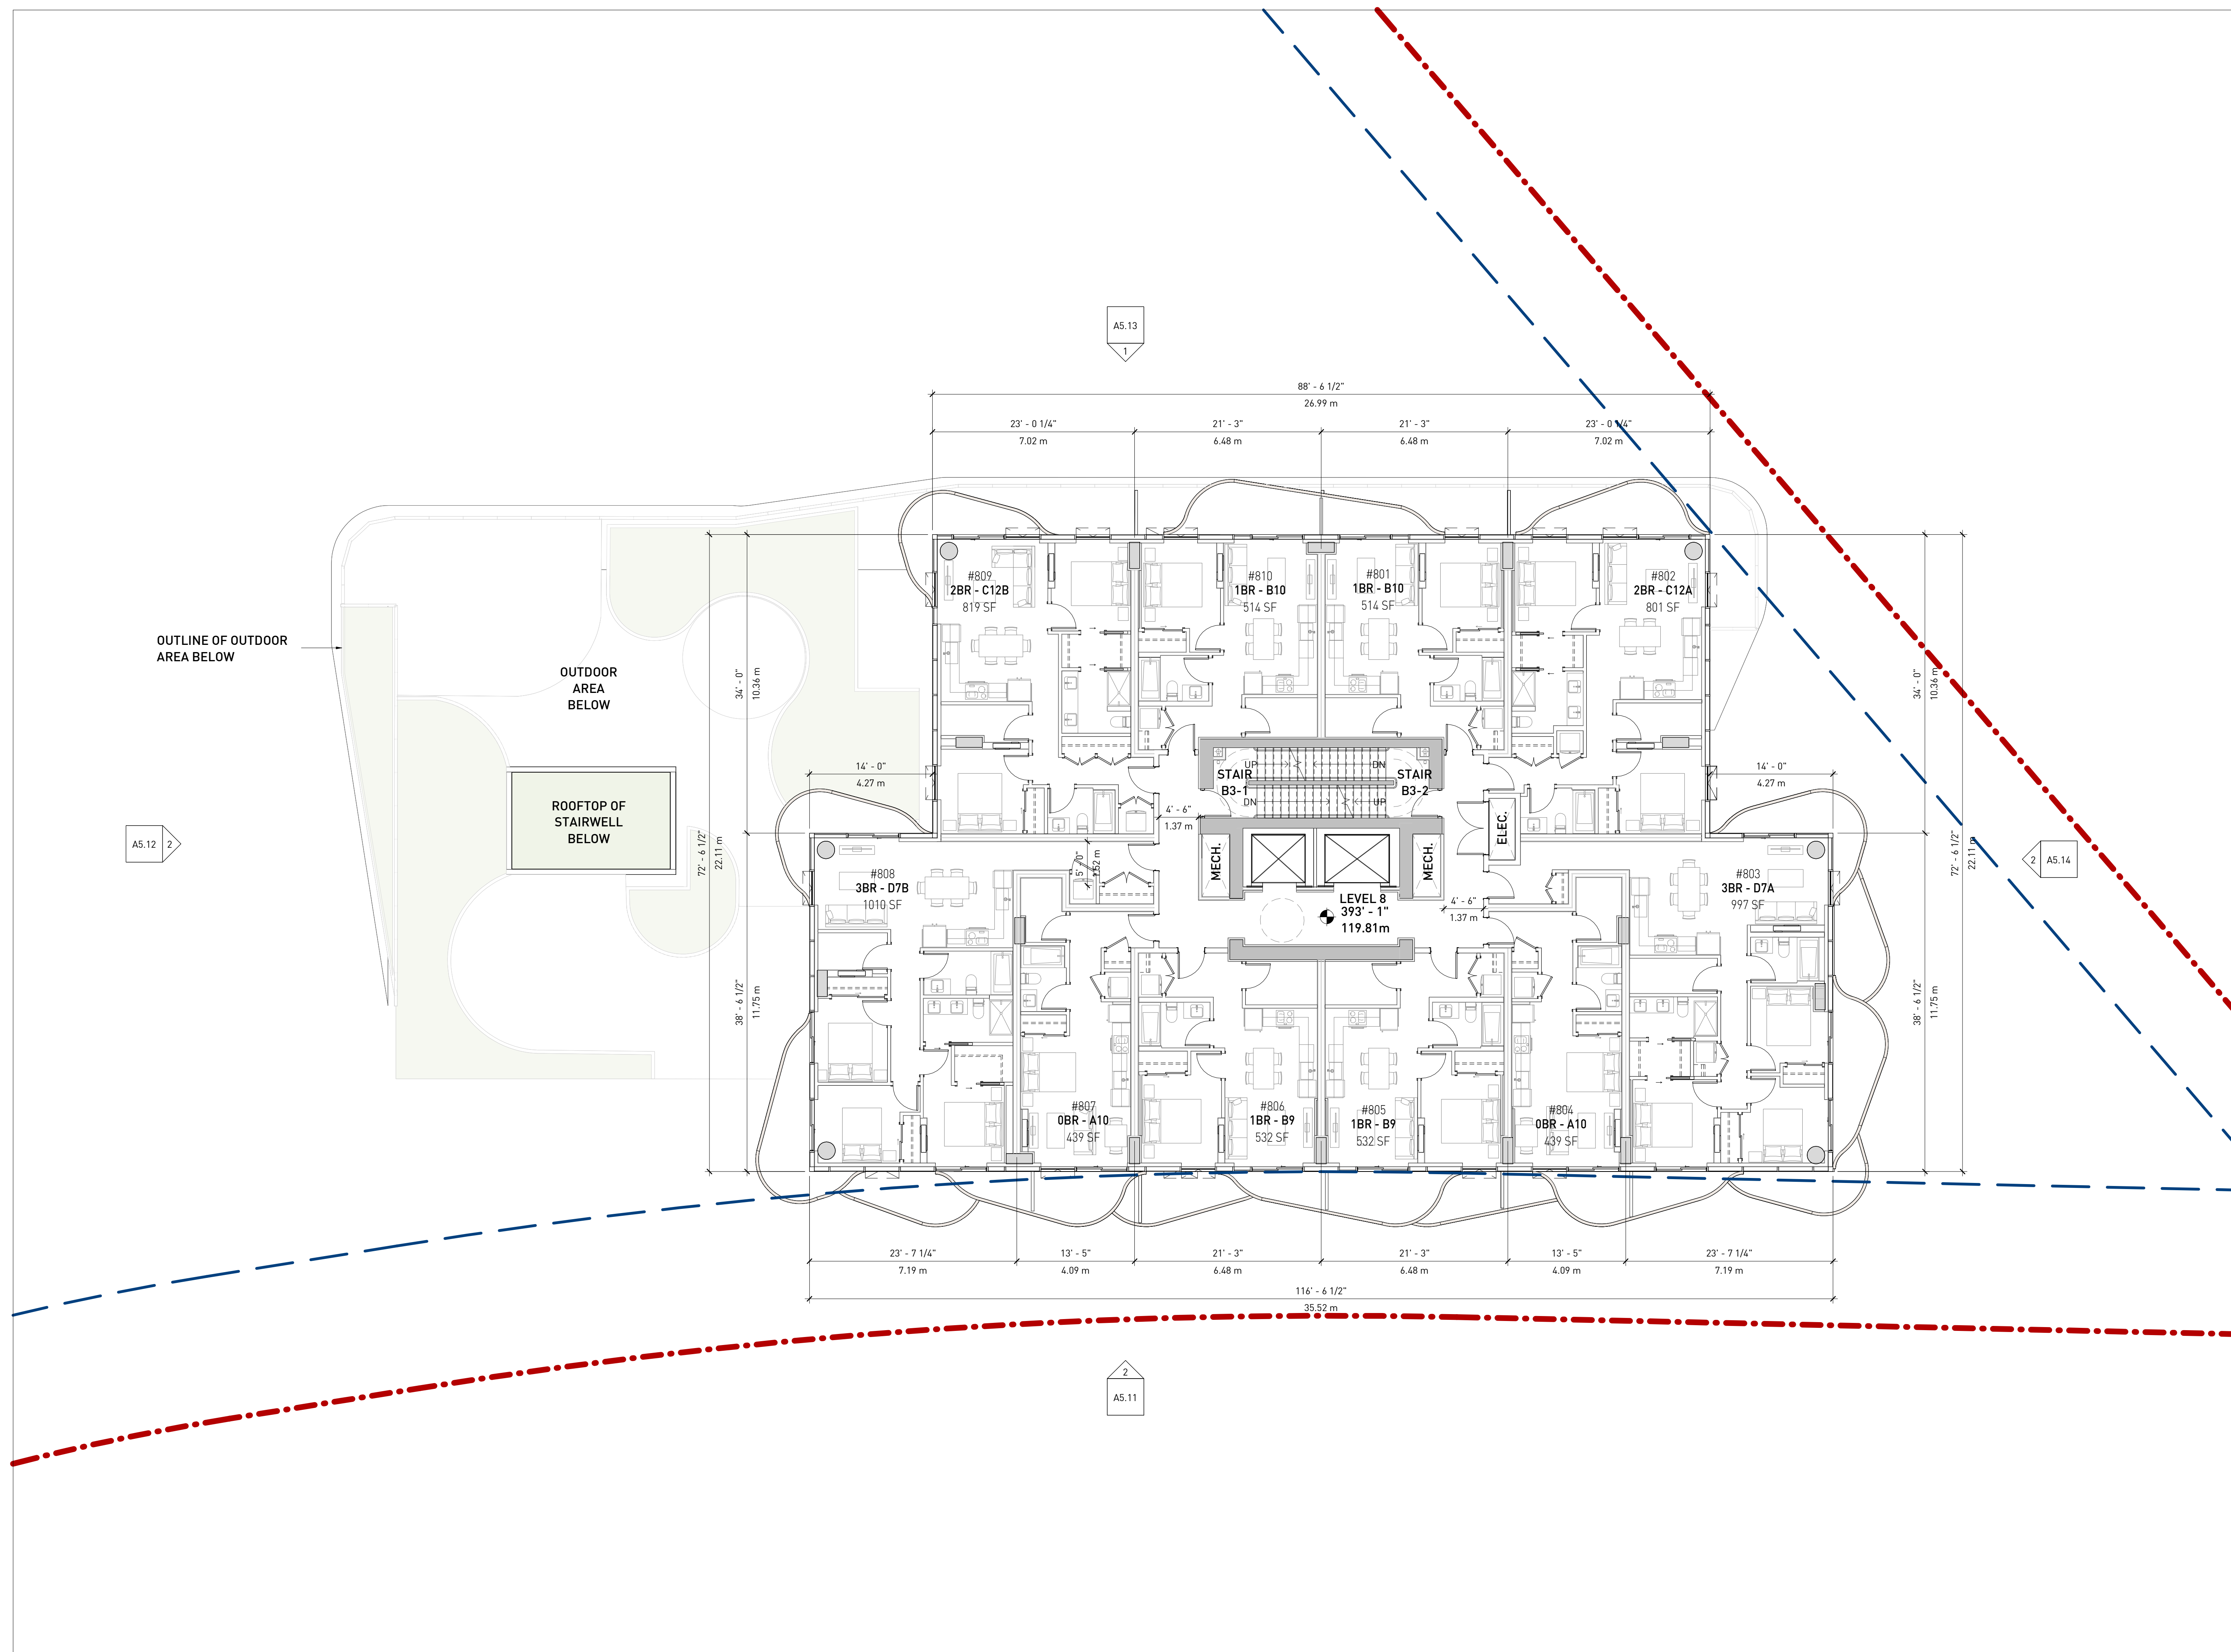 A5.13
1
88' - 6 1/2"
26.99 m
23' - 0 1/4"
21' - 3"
21' - 3"
23' - 0 1/4"
7.02 m
6.48 m
6.48 m
7.02 m
#809
2BR - C12B
819 SF
#810
1BR - B10
514 SF
#801
1BR - B10
514 SF
#802
2BR - C12A
801 SF
OUTLINE OF OUTDOOR
AREA BELOW
OUTDOOR
AREA
BELOW
34' - 0"
10.36 m
34' - 0"
10.36 m
14' - 0"
4.27 m
14' - 0"
4.27 m
UP
STAIR
B3-1
DN
DN
STAIR
B3-2
UP
ROOFTOP OF
STAIRWELL
BELOW
4' - 6"
1.37 m
ELEC.
A5.12
2
72' - 6 1/2"
22.11 m
5' - 0"
1.52 m
MECH.
MECH.
72' - 6 1/2"
22.11 m
2
A5.14
#808
3BR - D7B
1010 SF
#803
3BR - D7A
997 SF
LEVEL 8
393' - 1"
119.81m
4' - 6"
1.37 m
38' - 6 1/2"
11.75 m
38' - 6 1/2"
11.75 m
#807
0BR - A10
439 SF
#806
1BR - B9
532 SF
#805
1BR - B9
532 SF
#804
0BR - A10
439 SF
23' - 7 1/4"
13' - 5"
21' - 3"
21' - 3"
13' - 5"
23' - 7 1/4"
7.19 m
4.09 m
6.48 m
6.48 m
4.09 m
7.19 m
116' - 6 1/2"
35.52 m
2
A5.11